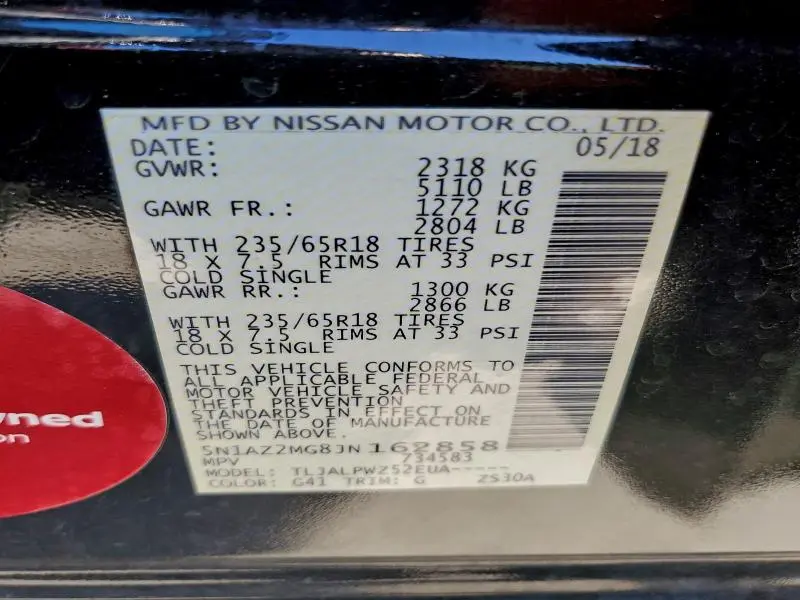 MFD BY NISSAN MOTOR CO., LTD.
DATE: 05/18
GVWR: 2318 KG
5110 LB
GAWR FR.: 1272 KG
2804 LB
WITH 235/65R18 TIRES
18 X 7.5 RIMS AT 33 PSI
COLD SINGLE
GAWR RR.: 1300 KG
2866 LB
WITH 235/65R18 TIRES
18 X 7.5 RIMS AT 33 PSI
COLD SINGLE
THIS VEHICLE CONFORMS TO
ALL APPLICABLE FEDERAL
MOTOR VEHICLE SAFETY AND
THEFT PREVENTION
STANDARDS IN EFFECT ON
THE DATE OF MANUFACTURE
SHOWN ABOVE.
5N1AZ2MG8JN162858
MPV 734583
MODEL: TLJALPWZ52EUA-----
COLOR: G41 TRIM: G ZS30A
wned
on